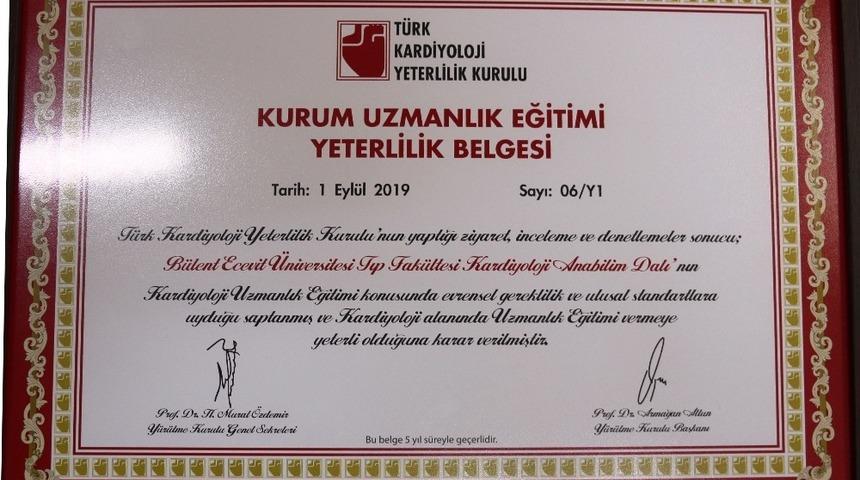 TÜRK
KARDİYOLOJİ
YETERLİLİK KURULU
KURUM UZMANLIK EĞİTİMİ
YETERLİLİK BELGESİ
Tarih: 1 Eylül 2019 Sayı: 06/Y1
Türk Kardiyoloji Yeterlilik Kurulu'nun yaptığı ziyaret, inceleme ve denetlemeler sonucu;
Bülent Ecevit Üniversitesi Tıp Fakültesi Kardiyoloji Anabilim Dalı'nın
Kardiyoloji Uzmanlık Eğitimi konusunda evrensel gereklilik ve ulusal standartlara
uyduğu saptanmış ve Kardiyoloji alanında Uzmanlık Eğitimi vermeye
yeterli olduğuna karar verilmiştir.
Prof. Dr. H. Murat Özdemir Prof. Dr. Armağan Altun
Yürütme Kurulu Genel Sekreteri Yürütme Kurulu Başkanı
Bu belge 5 yıl süreyle geçerlidir.